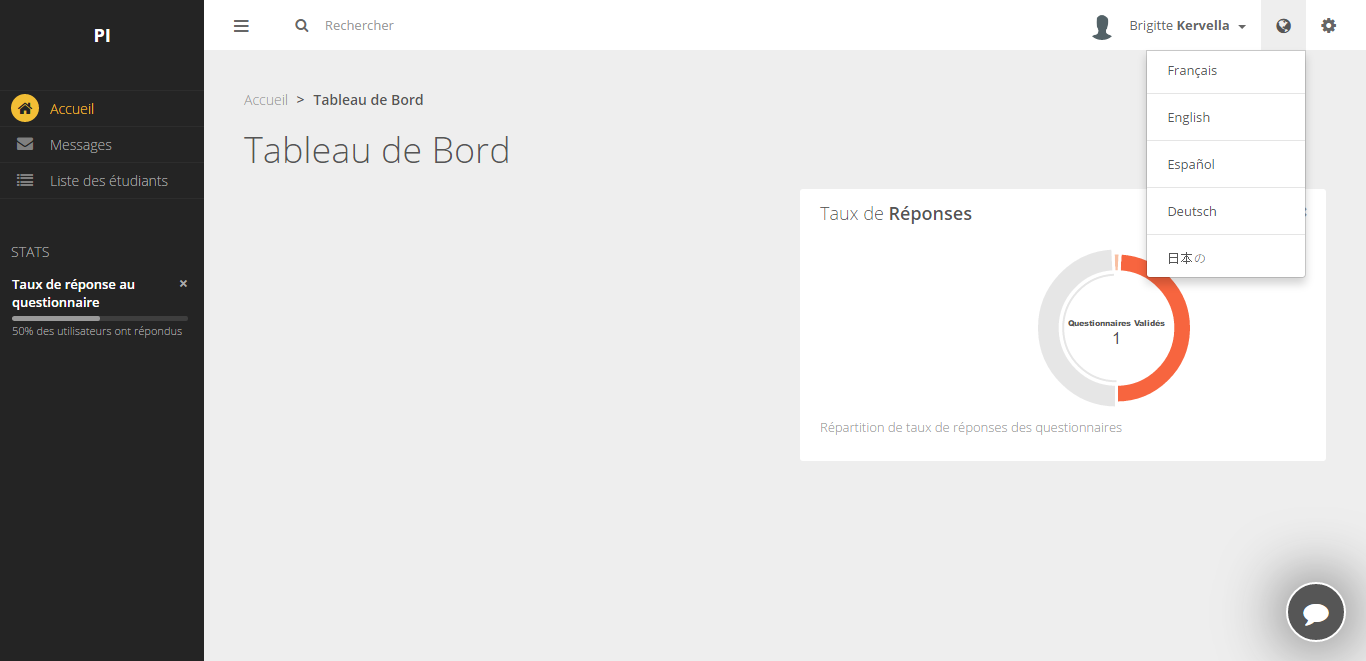 PI
Rechercher
Brigitte Kervella
Accueil
Messages
Liste des étudiants
STATS
Taux de réponse au
questionnaire
50% des utilisateurs ont répondus
Accueil > Tableau de Bord
Tableau de Bord
Français
English
Español
Deutsch
日本の
Taux de Réponses
Questionnaires Validés
1
Répartition de taux de réponses des questionnaires